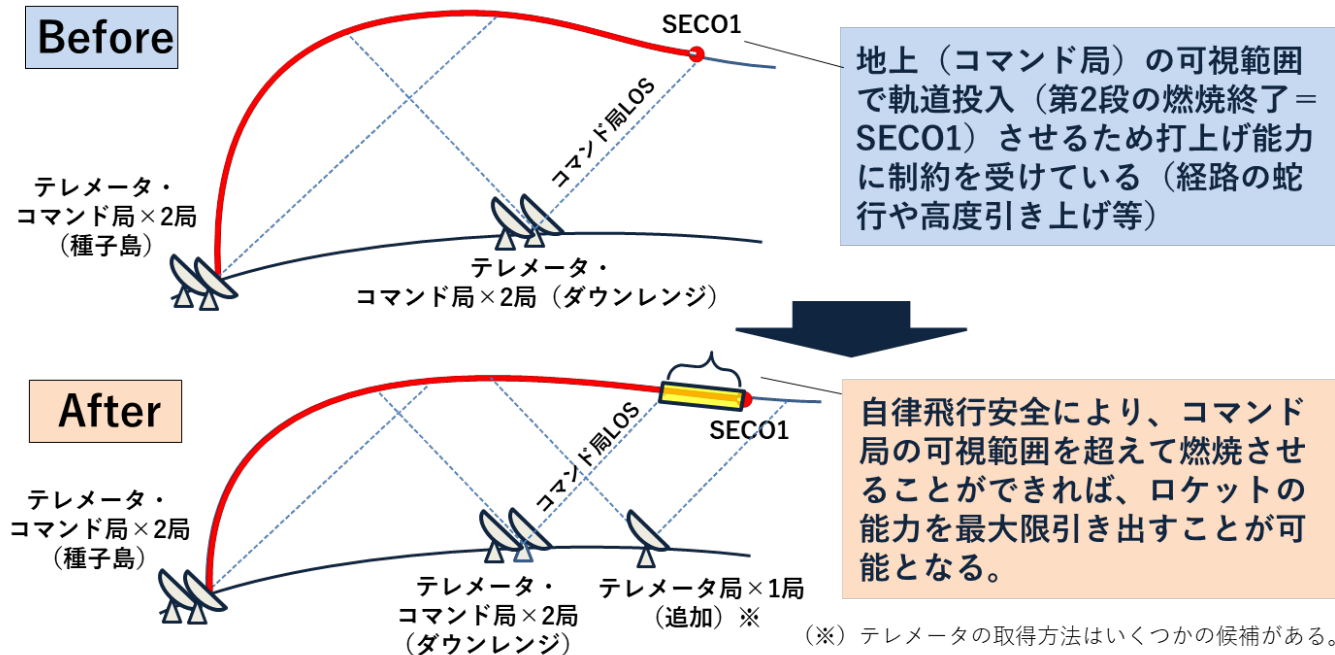 Before
SECO1
コマンド局LOS
テレメータ・
コマンド局×2局
（種子島）
テレメータ・
コマンド局×2局（ダウンレンジ）
地上（コマンド局）の可視範囲
で軌道投入（第2段の燃焼終了＝
SECO1）させるため打上げ能力
に制約を受けている（経路の蛇
行や高度引き上げ等）
After
SECO1
コマンド局LOS
テレメータ・
コマンド局×2局
（種子島）
テレメータ・
コマンド局×2局
（ダウンレンジ）
テレメータ局×1局
（追加）※
自律飛行安全により、コマンド
局の可視範囲を超えて燃焼させ
ることができれば、ロケットの
能力を最大限引き出すことが可
能となる。
（※）テレメータの取得方法はいくつかの候補がある。